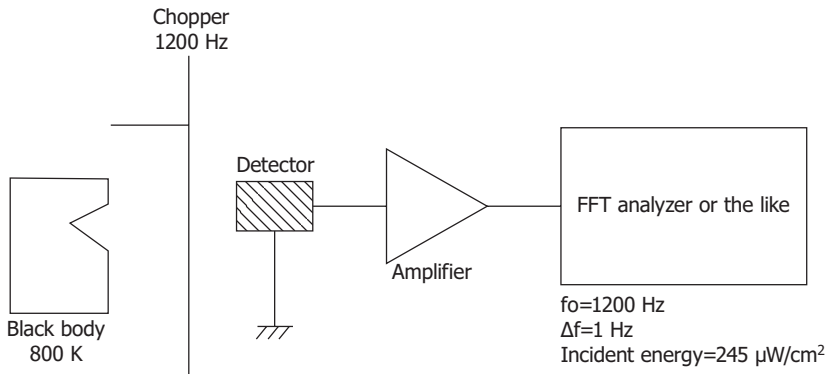 Chopper
1200 Hz
Detector
FFT analyzer or the like
Amplifier
Black body
800 K
fo=1200 Hz
Δf=1 Hz
Incident energy=245 μW/cm²